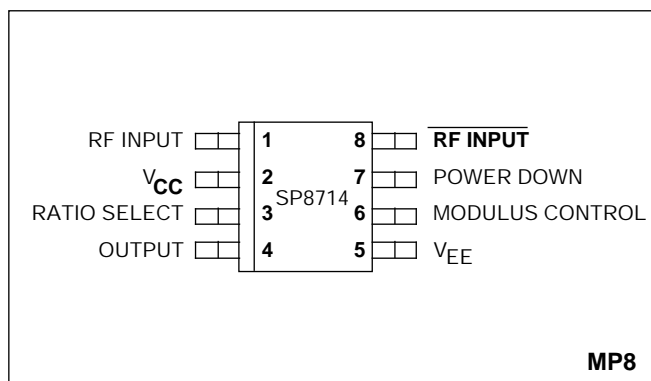 RF INPUT 1 8 RF INPUT
VCC 2 7 POWER DOWN
SP8714
RATIO SELECT 3 6 MODULUS CONTROL
OUTPUT 4 5 VEE
MP8